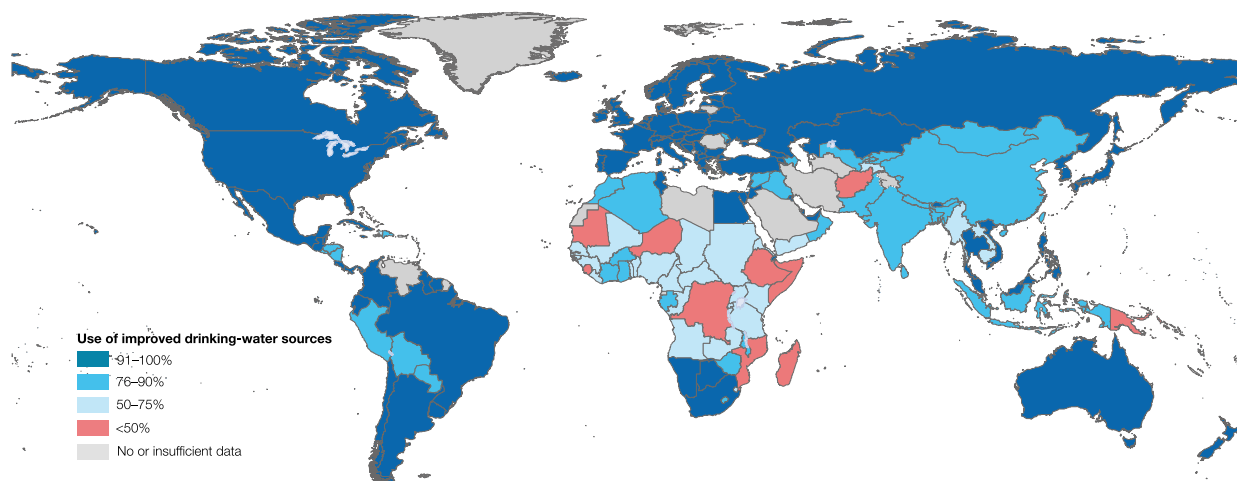 Use of improved drinking-water sources
91–100%
76–90%
50–75%
<50%
No or insufficient data